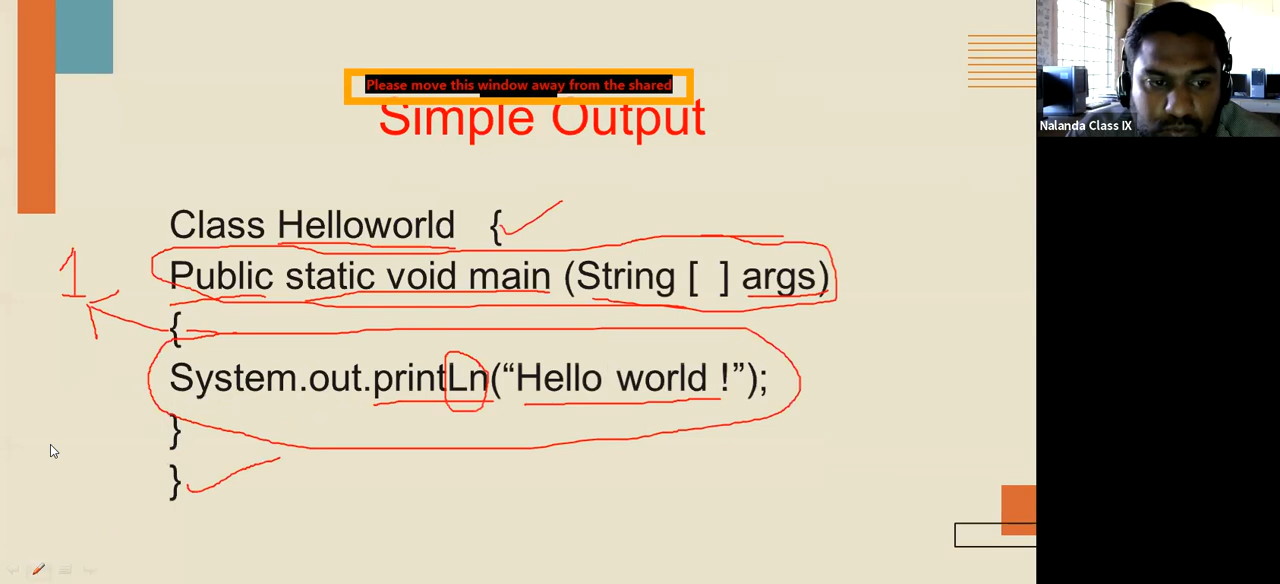 Please move this window away from the shared
Simple Output
Nalanda Class IX
Class Helloworld {
Public static void main (String [ ] args)
1
{
System.out.printLn(“Hello world !”);
}
}